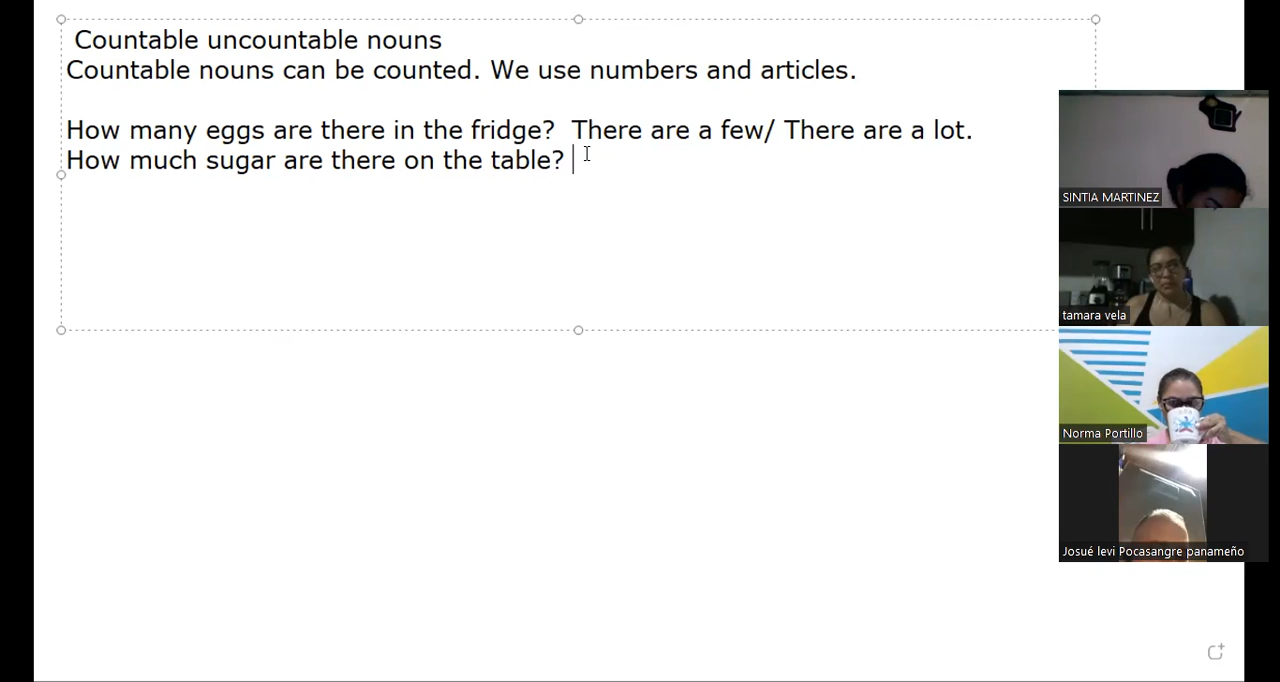 Countable uncountable nouns
Countable nouns can be counted. We use numbers and articles.
How many eggs are there in the fridge?  There are a few/ There are a lot.
How much sugar are there on the table?
SINTIA MARTINEZ
tamara vela
Norma Portillo
Josué levi Pocasangre panameño